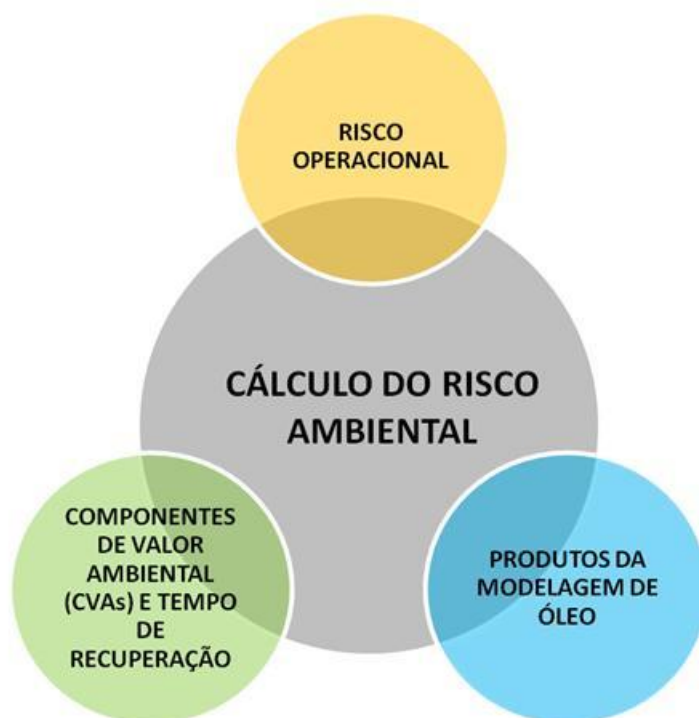 RISCO
OPERACIONAL
CÁLCULO DO RISCO
AMBIENTAL
COMPONENTES
DE VALOR
AMBIENTAL
(CVAs) E TEMPO
DE
RECUPERAÇÃO
PRODUTOS DA
MODELAGEM DE
ÓLEO